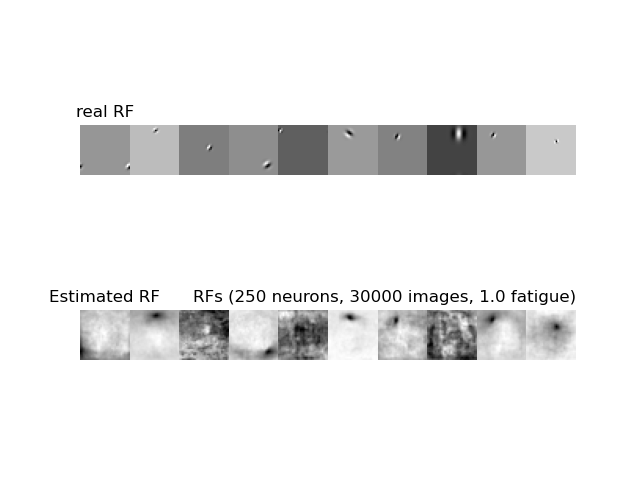 real RF
Estimated RF
RFs (250 neurons, 30000 images, 1.0 fatigue)